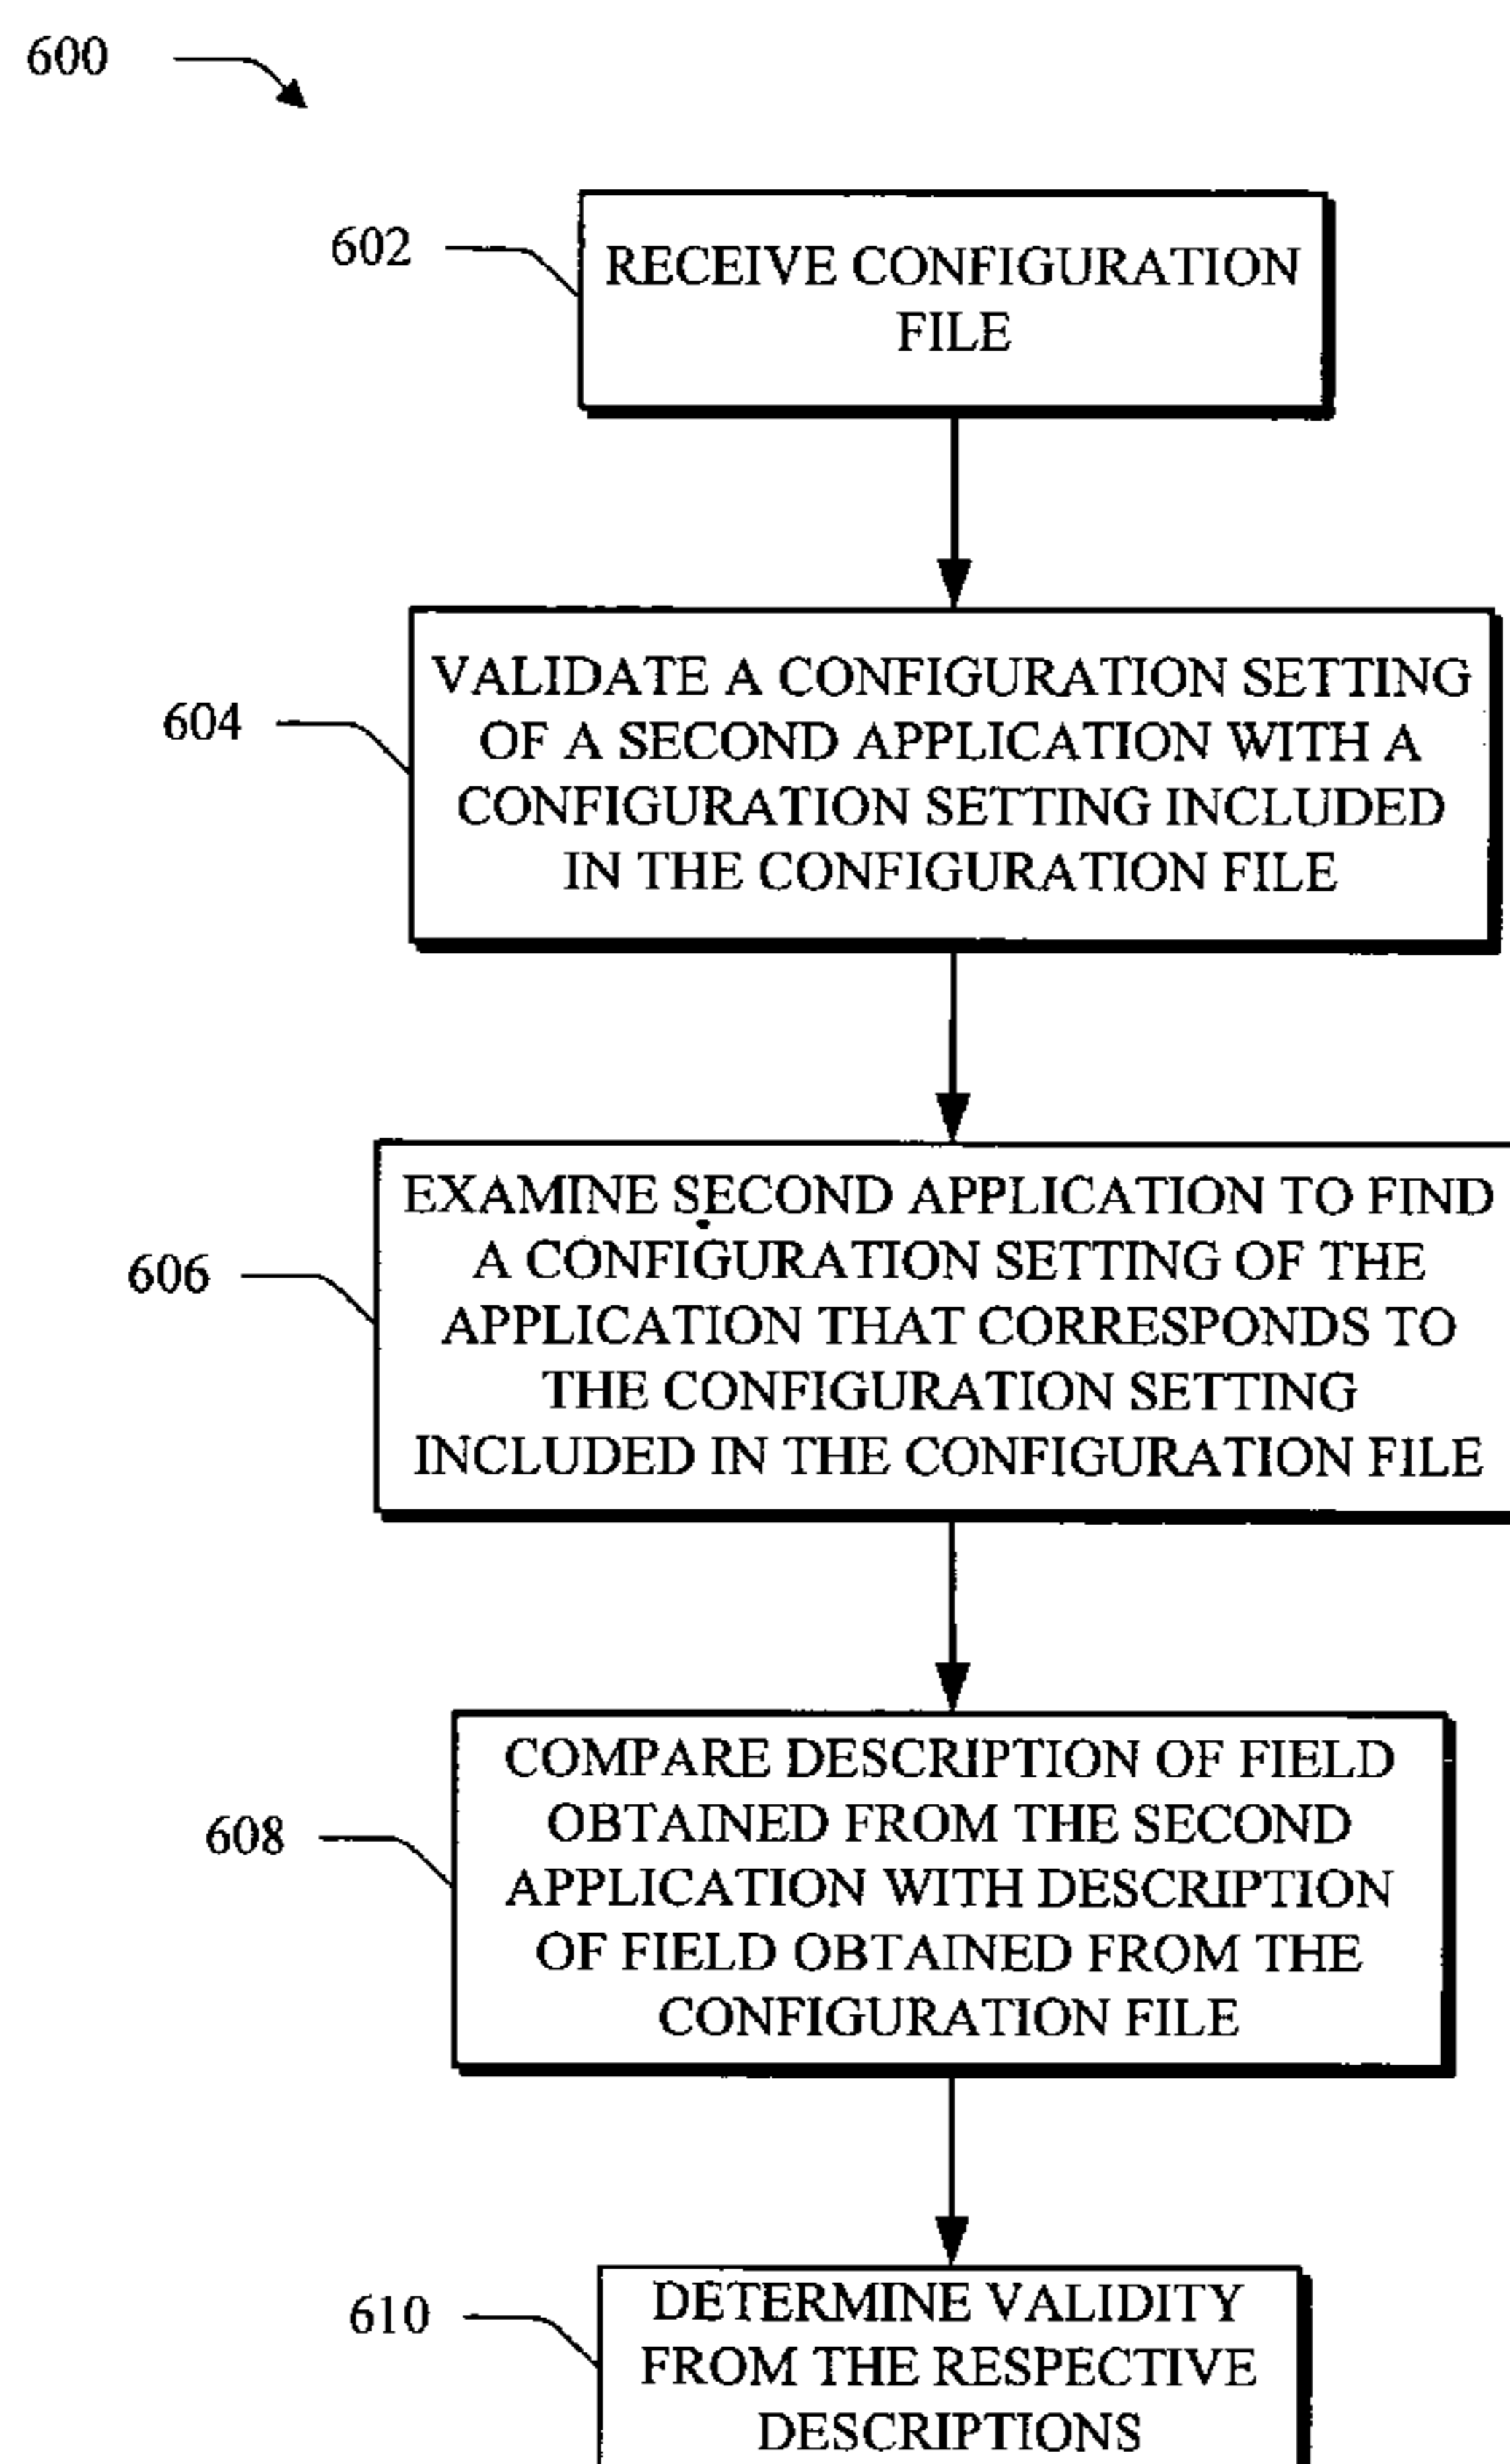 600
602
RECEIVE CONFIGURATION
FILE
604
VALIDATE A CONFIGURATION SETTING
OF A SECOND APPLICATION WITH A
CONFIGURATION SETTING INCLUDED
IN THE CONFIGURATION FILE
606
EXAMINE SECOND APPLICATION TO FIND
A CONFIGURATION SETTING OF THE
APPLICATION THAT CORRESPONDS TO
THE CONFIGURATION SETTING
INCLUDED IN THE CONFIGURATION FILE
608
COMPARE DESCRIPTION OF FIELD
OBTAINED FROM THE SECOND
APPLICATION WITH DESCRIPTION
OF FIELD OBTAINED FROM THE
CONFIGURATION FILE
610
DETERMINE VALIDITY
FROM THE RESPECTIVE
DESCRIPTIONS